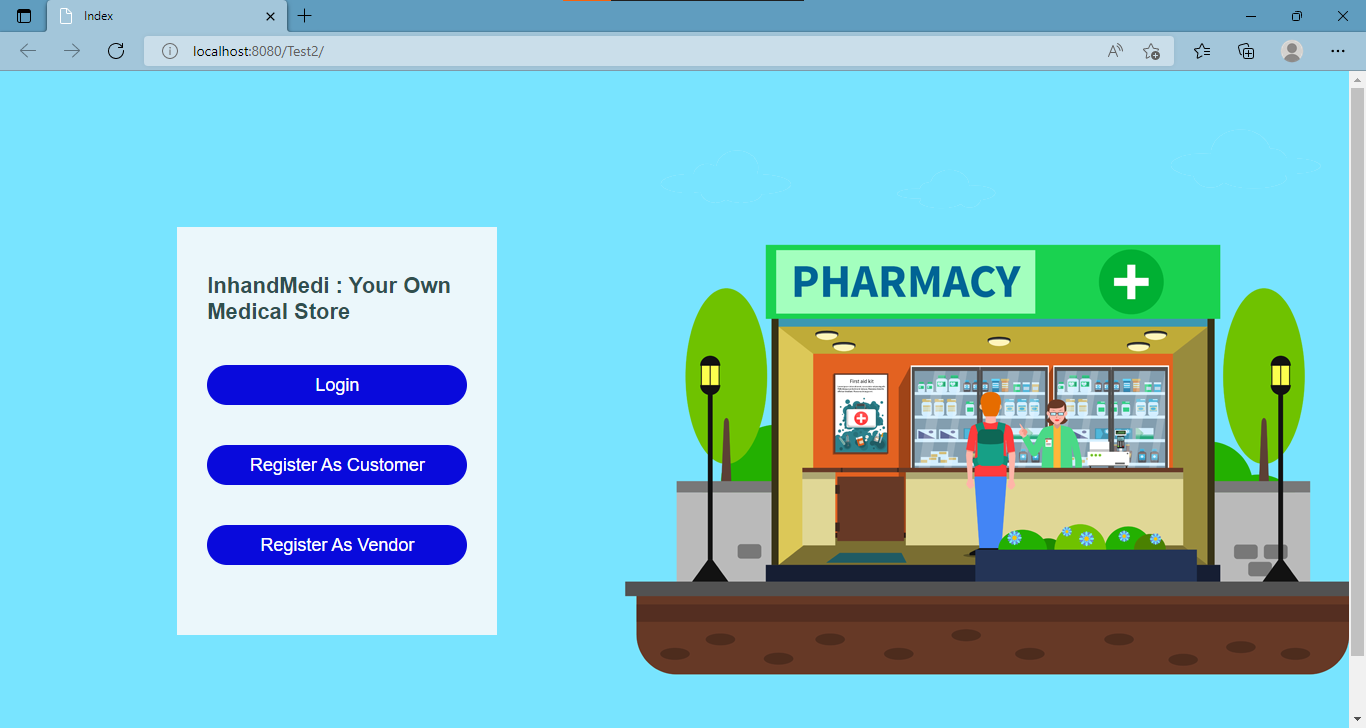 Index
localhost:8080/Test2/
InhandMedi : Your Own
Medical Store
Login
Register As Customer
Register As Vendor
PHARMACY
First aid kit